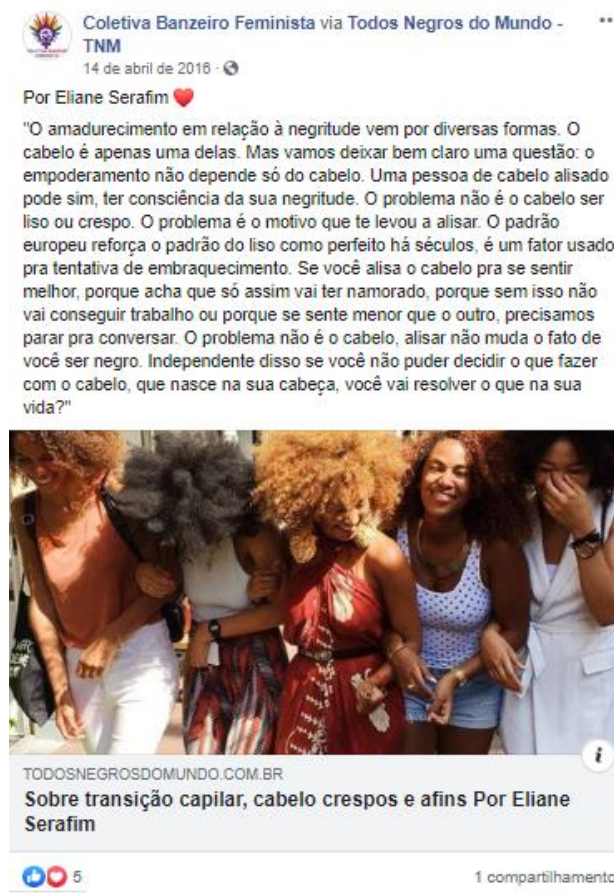 Coletiva Banzeiro Feminista via Todos Negros do Mundo -
TNM
14 de abril de 2016 ·
Por Eliane Serafim ❤
"O amadurecimento em relação à negritude vem por diversas formas. O
cabelo é apenas uma delas. Mas vamos deixar bem claro uma questão: o
empoderamento não depende só do cabelo. Uma pessoa de cabelo alisado
pode sim, ter consciência da sua negritude. O problema não é o cabelo ser
liso ou crespo. O problema é o motivo que te levou a alisar. O padrão
europeu reforça o padrão do liso como perfeito há séculos, é um fator usado
pra tentativa de embraquecimento. Se você alisa o cabelo pra se sentir
melhor, porque acha que só assim vai ter namorado, porque sem isso não
vai conseguir trabalho ou porque se sente menor que o outro, precisamos
parar pra conversar. O problema não é o cabelo, alisar não muda o fato de
você ser negro. Independente disso se você não puder decidir o que fazer
com o cabelo, que nasce na sua cabeça, você vai resolver o que na sua
vida?"
TODOSNEGROSDOMUNDO.COM.BR
Sobre transição capilar, cabelo crespos e afins Por Eliane
Serafim
5
1 compartilhamento